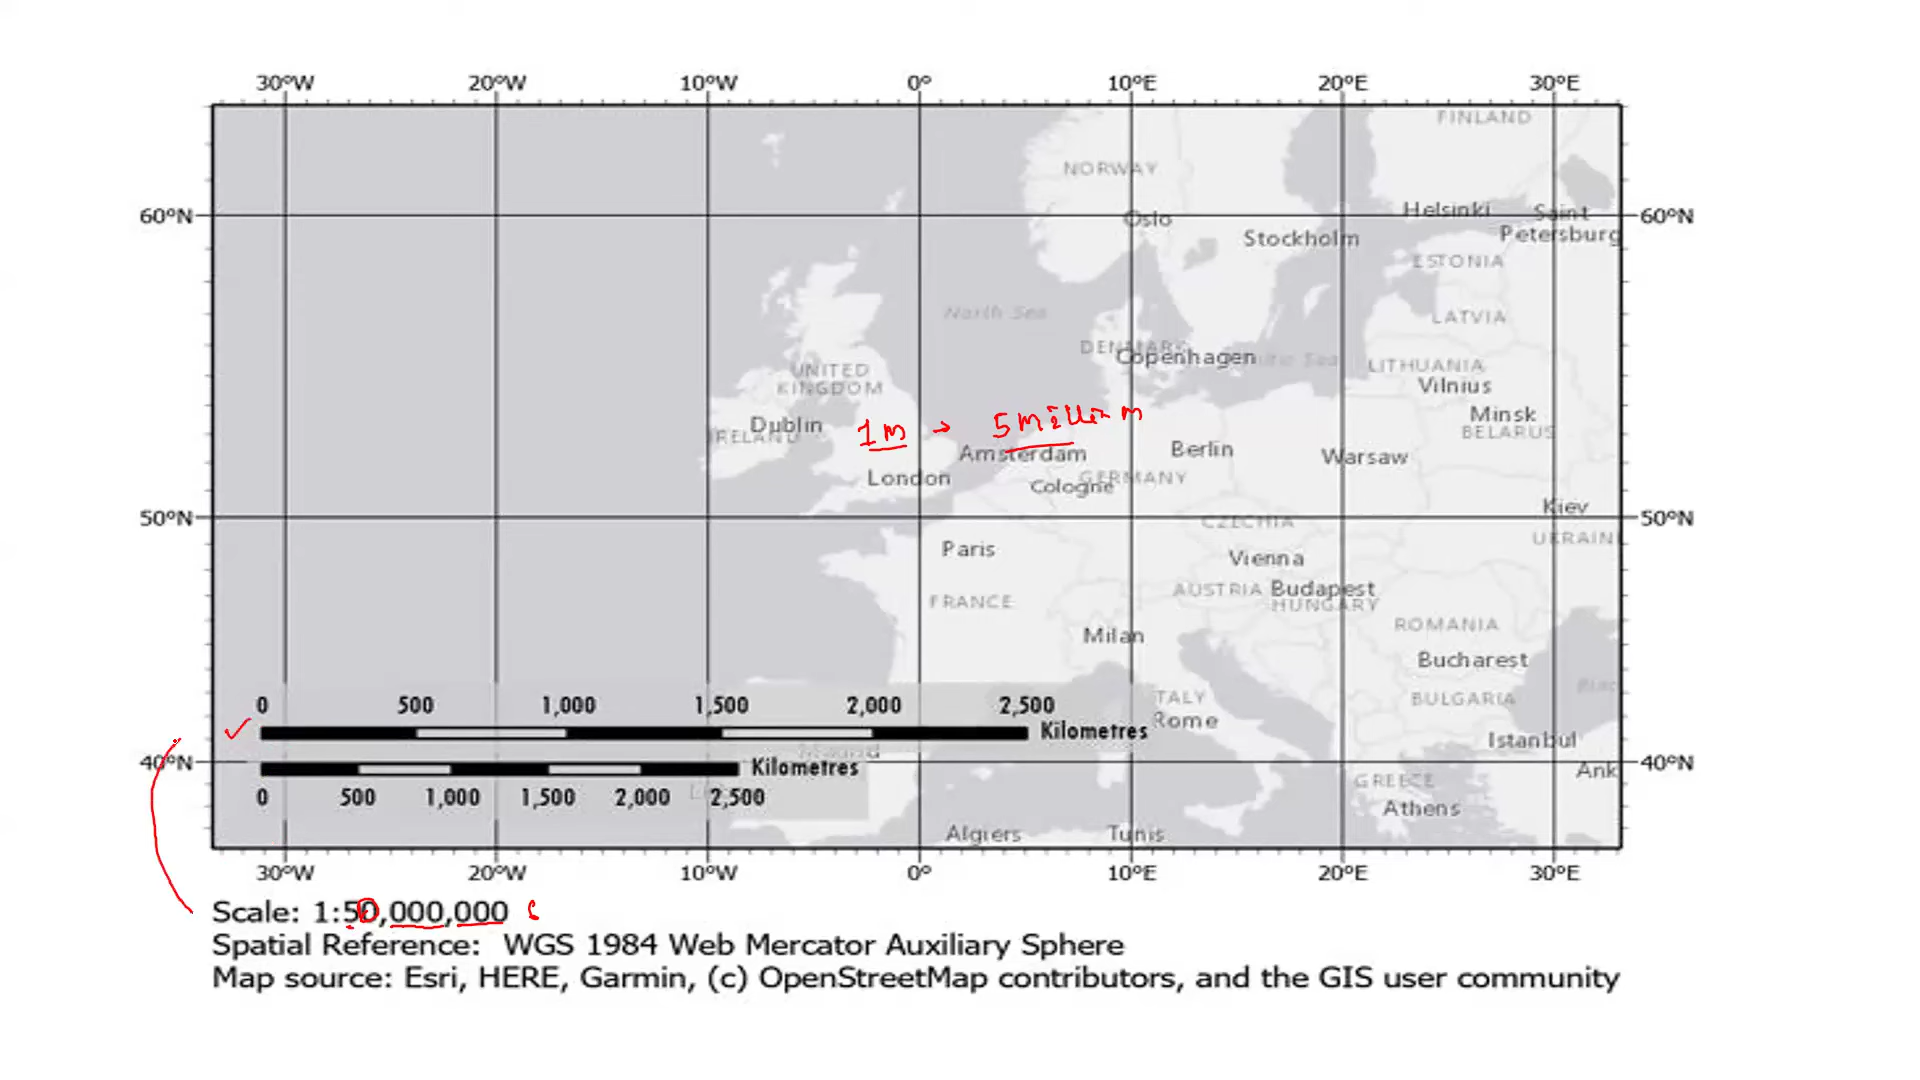 30°W 20°W 10°W 0° 10°E 20°E 30°E
FINLAND
NORWAY
60°N Oslo Helsinki Saint 60°N
Stockholm Petersburg
ESTONIA
North Sea LATVIA
DENMARK
Copenhagen
UNITED LITHUANIA
KINGDOM Vilnius
1m → 5 million m Minsk
Dublin BELARUS
IRELAND
Amsterdam Berlin Warsaw
London GERMANY
Cologne
50°N Kiev 50°N
CZECHIA
UKRAIN
Paris Vienna
AUSTRIA Budapest
FRANCE HUNGARY
ROMANIA
Milan
Bucharest
ITALY BULGARIA
0 500 1,000 1,500 2,000 2,500
Kilometres Rome
Istanbul
40°N Kilometres Ank 40°N
GREECE
0 500 1,000 1,500 2,000 2,500 Athens
Algiers Tunis
30°W 20°W 10°W 0° 10°E 20°E 30°E
Scale: 1:50,000,000
Spatial Reference: WGS 1984 Web Mercator Auxiliary Sphere
Map source: Esri, HERE, Garmin, (c) OpenStreetMap contributors, and the GIS user community